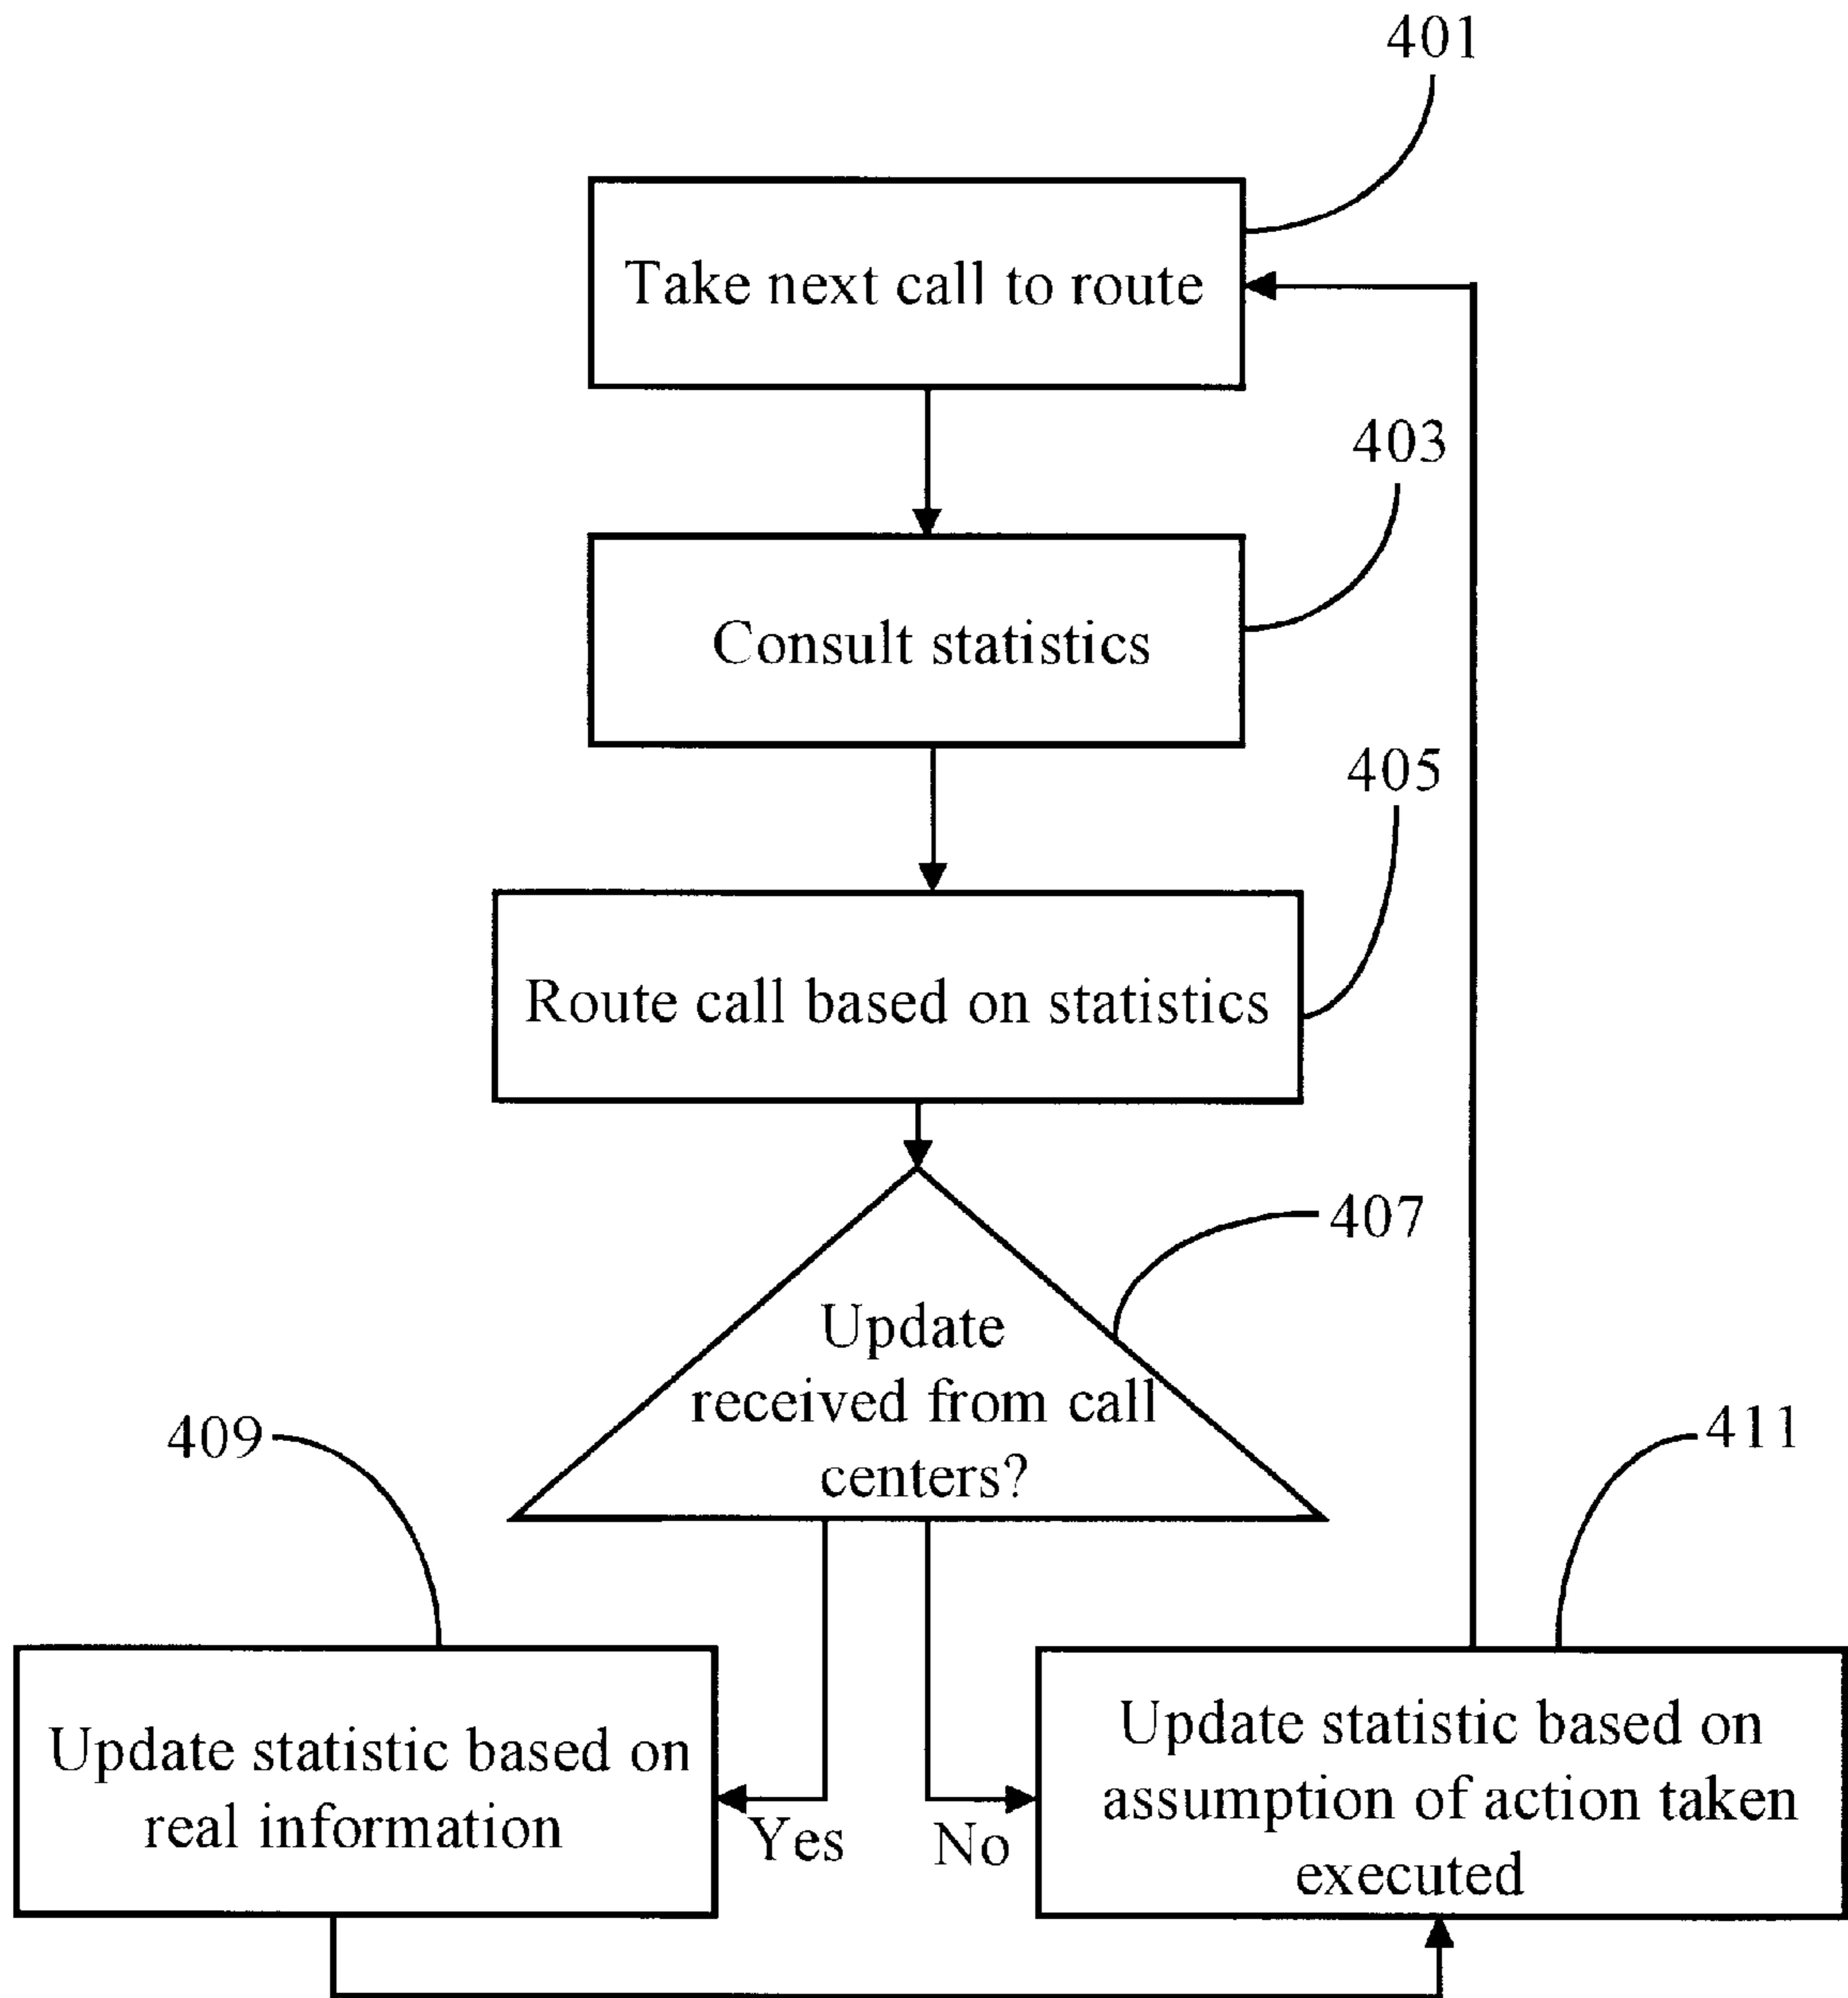 401
Take next call to route
403
Consult statistics
405
Route call based on statistics
407
Update
received from call
centers?
409
411
Update statistic based on
real information
Yes
No
Update statistic based on
assumption of action taken
executed